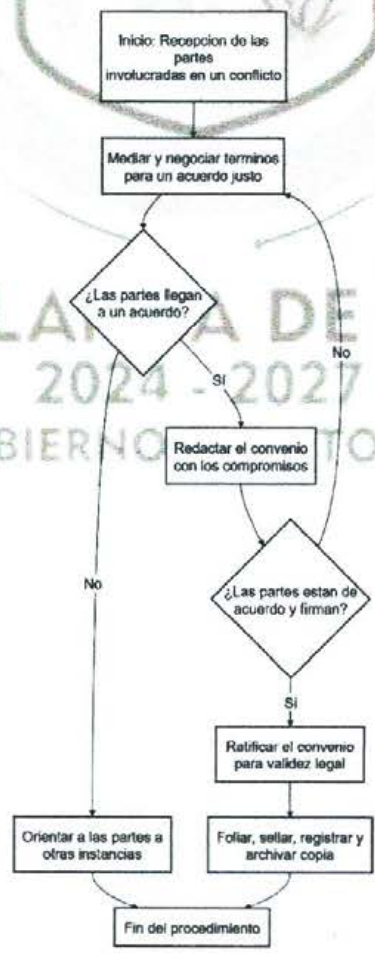 Inicio: Recepcion de las
partes
involucradas en un conflicto
Mediar y negociar terminos
para un acuerdo justo
¿Las partes llegan
a un acuerdo?
No
Sí
Redactar el convenio
con los compromisos
¿Las partes estan de
acuerdo y firman?
No
Sí
Ratificar el convenio
para validez legal
Orientar a las partes a
otras instancias
Foliar, sellar, registrar y
archivar copia
Fin del procedimiento
DE
2024 - 2027